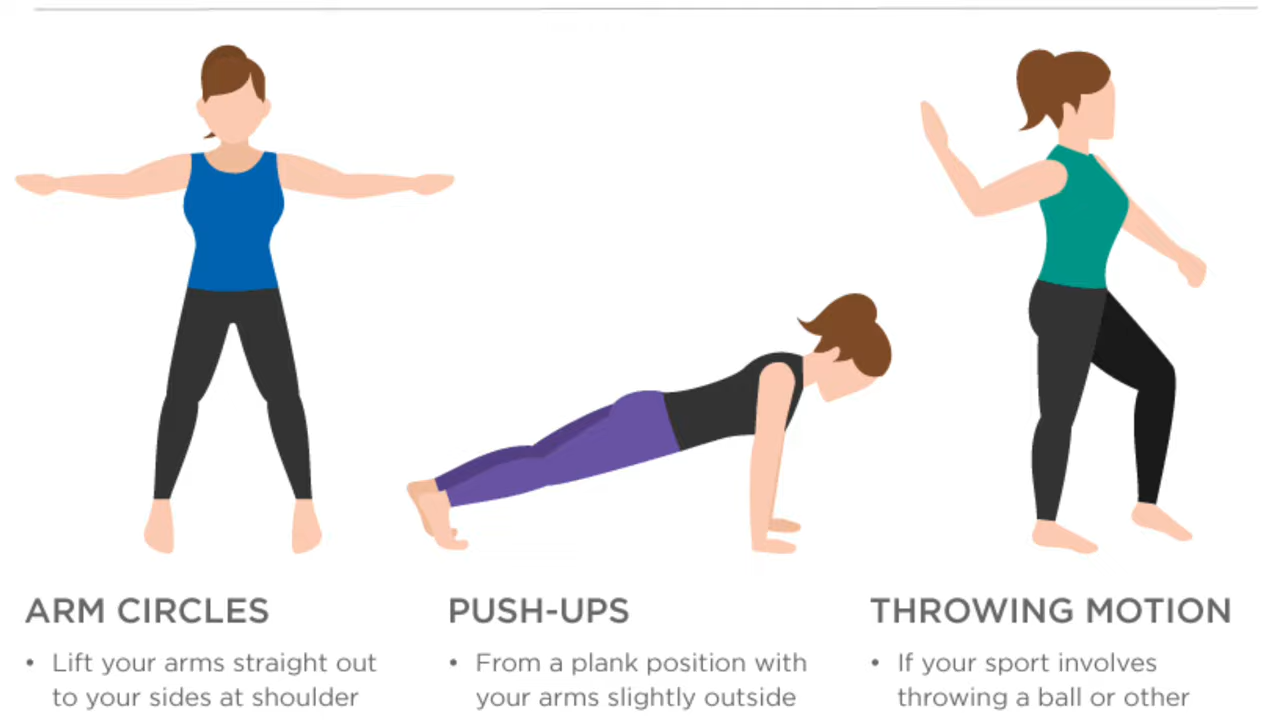 ARM CIRCLES
• Lift your arms straight out
to your sides at shoulder
PUSH-UPS
• From a plank position with
your arms slightly outside
THROWING MOTION
• If your sport involves
throwing a ball or other